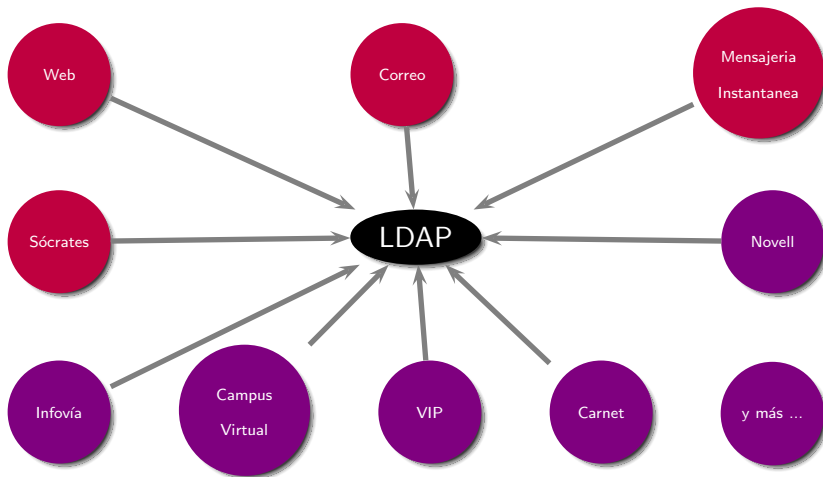 Web
Correo
Mensajeria
Instantanea
Sócrates
LDAP
Novell
Infovía
Campus
Virtual
VIP
Carnet
y más ...